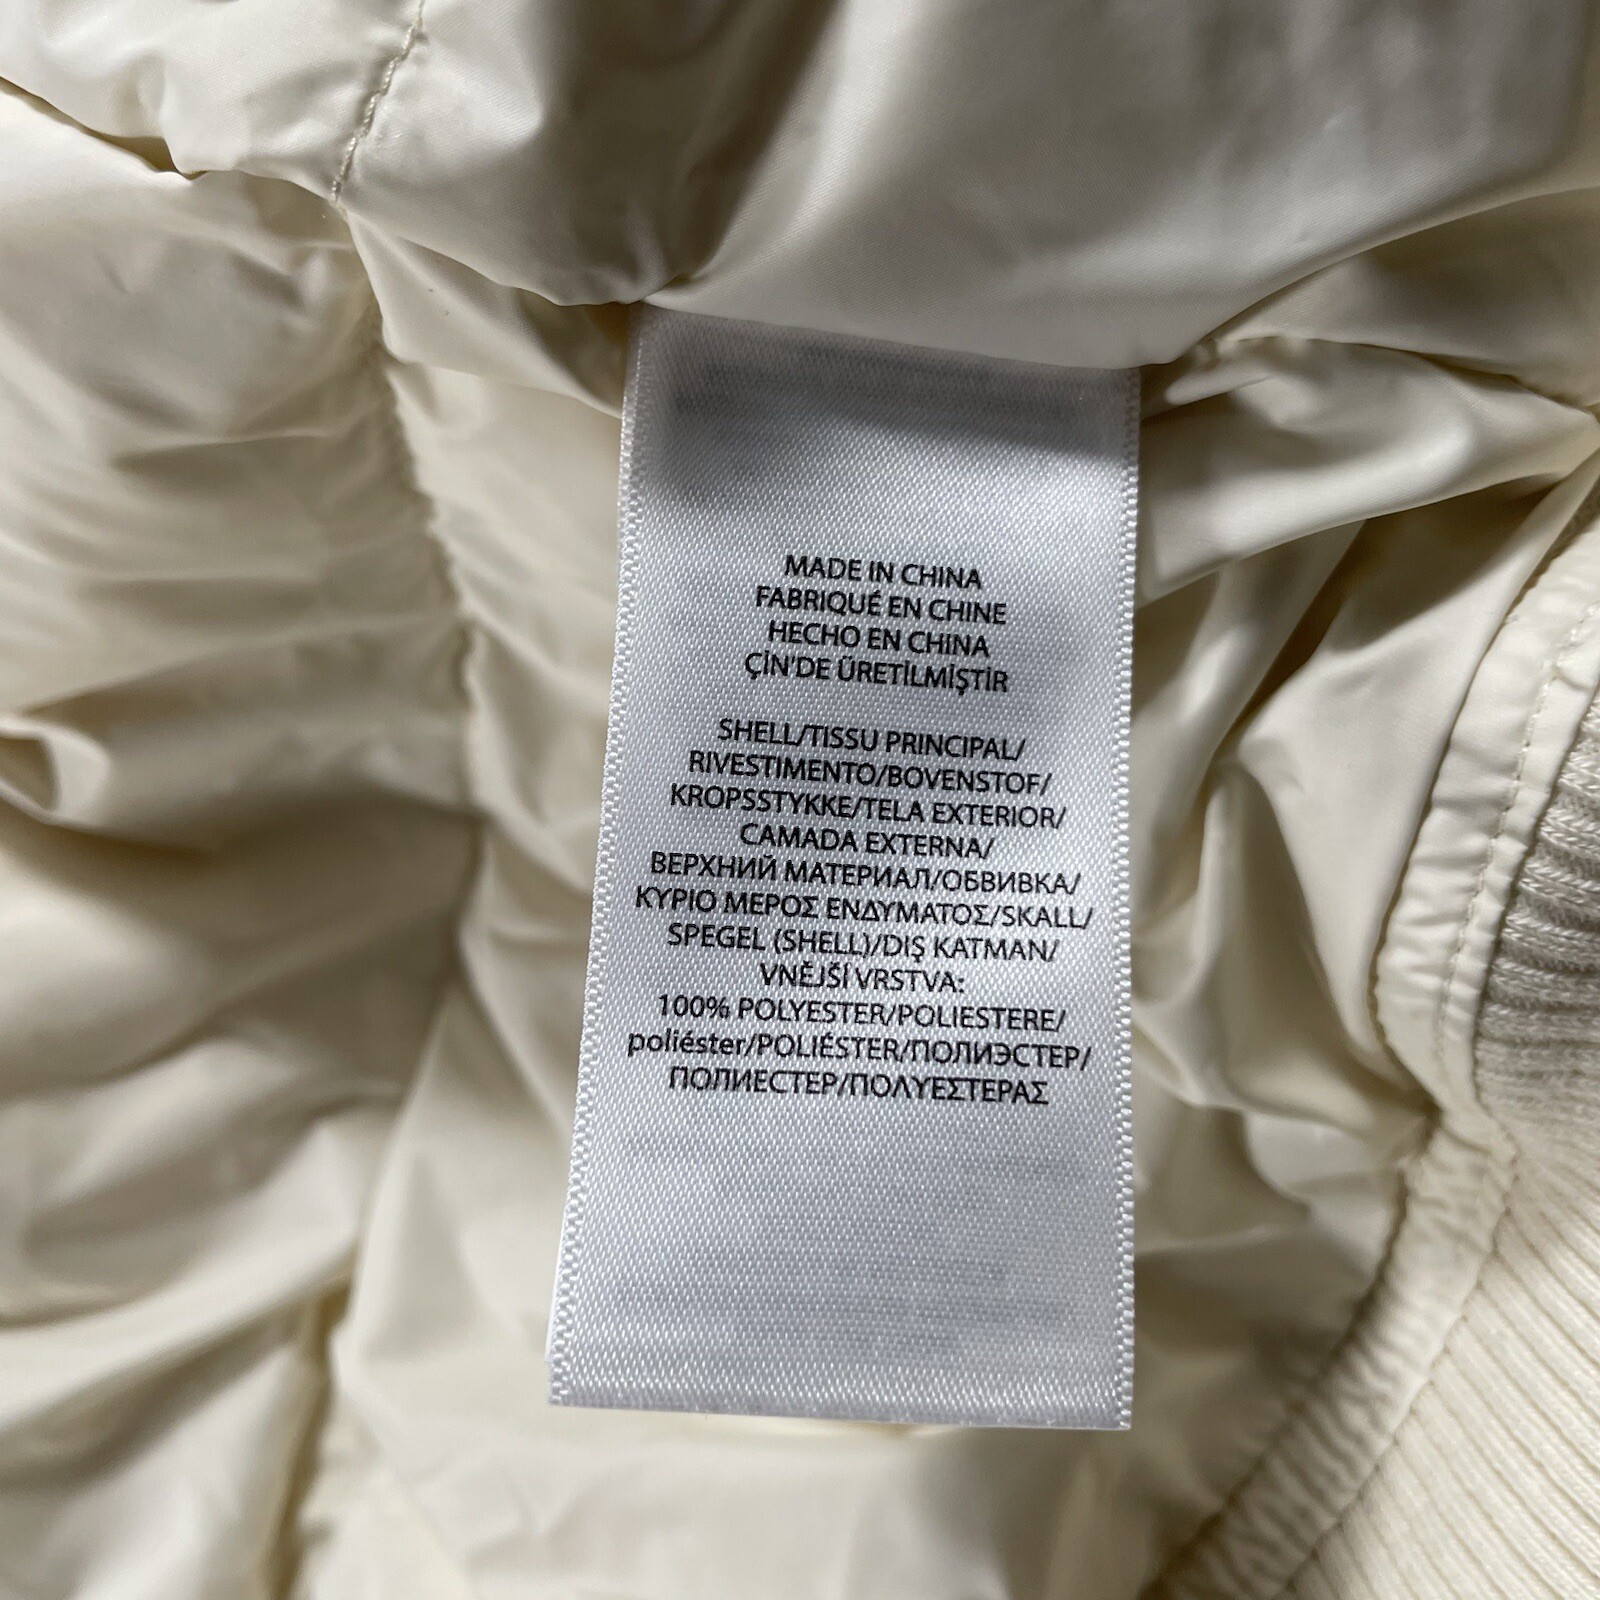 MADE IN CHINA
FABRIQUÉ EN CHINE
HECHO EN CHINA
ÇİN'DE ÜRETİLMİŞTİR
SHELL/TISSU PRINCIPAL/
RIVESTIMENTO/BOVENSTOF/
KROPSSTYKKE/TELA EXTERIOR/
CAMADA EXTERNA/
ВЕРХНИЙ МАТЕРИАЛ/ОБВИВКА/
ΚΥΡΙΟ ΜΕΡΟΣ ΕΝΔΥΜΑΤΟΣ/SKALL/
SPEGEL (SHELL)/DIŞ KATMAN/
VNĚJŠÍ VRSTVA:
100% POLYESTER/POLIESTERE/
poliéster/POLIÉSTER/ПОЛИЭСТЕР/
ПОЛИЕСТЕР/ΠΟΛΥΕΣΤΕΡΑΣ